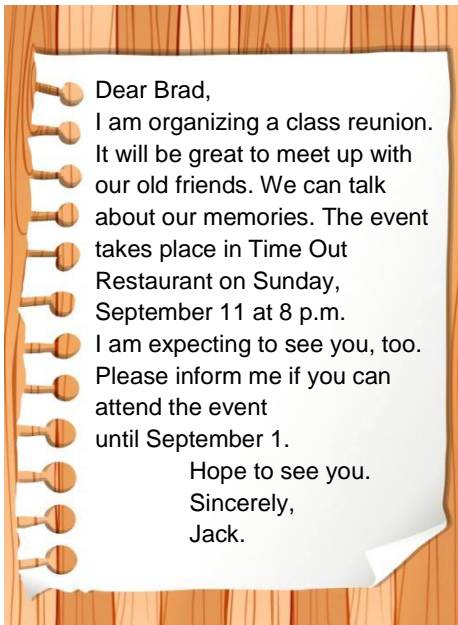 Dear Brad,
I am organizing a class reunion.
It will be great to meet up with
our old friends. We can talk
about our memories. The event
takes place in Time Out
Restaurant on Sunday,
September 11 at 8 p.m.
I am expecting to see you, too.
Please inform me if you can
attend the event
until September 1.
Hope to see you.
Sincerely,
Jack.